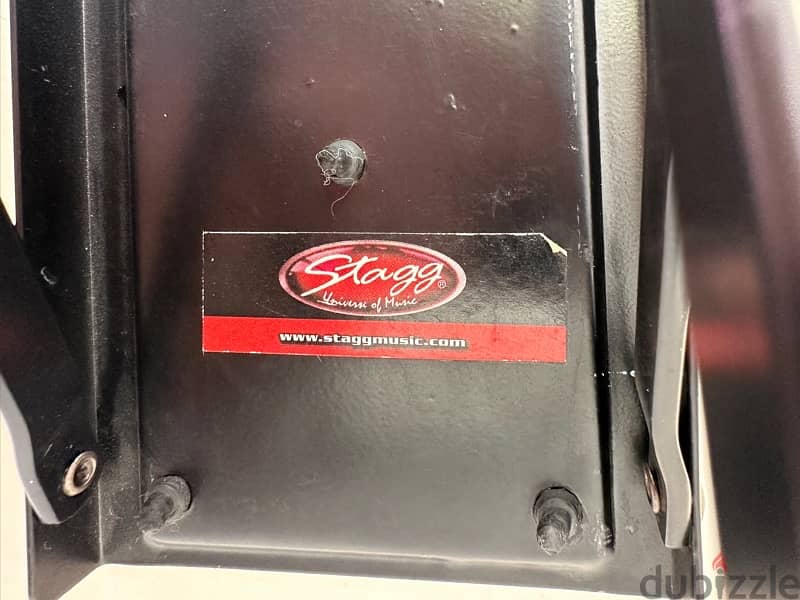 Stagg®
Universe of Music
www.staggmusic.com
dubizzle